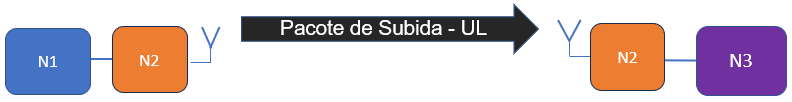 Pacote de Subida - UL
N1
N2
N2
N3